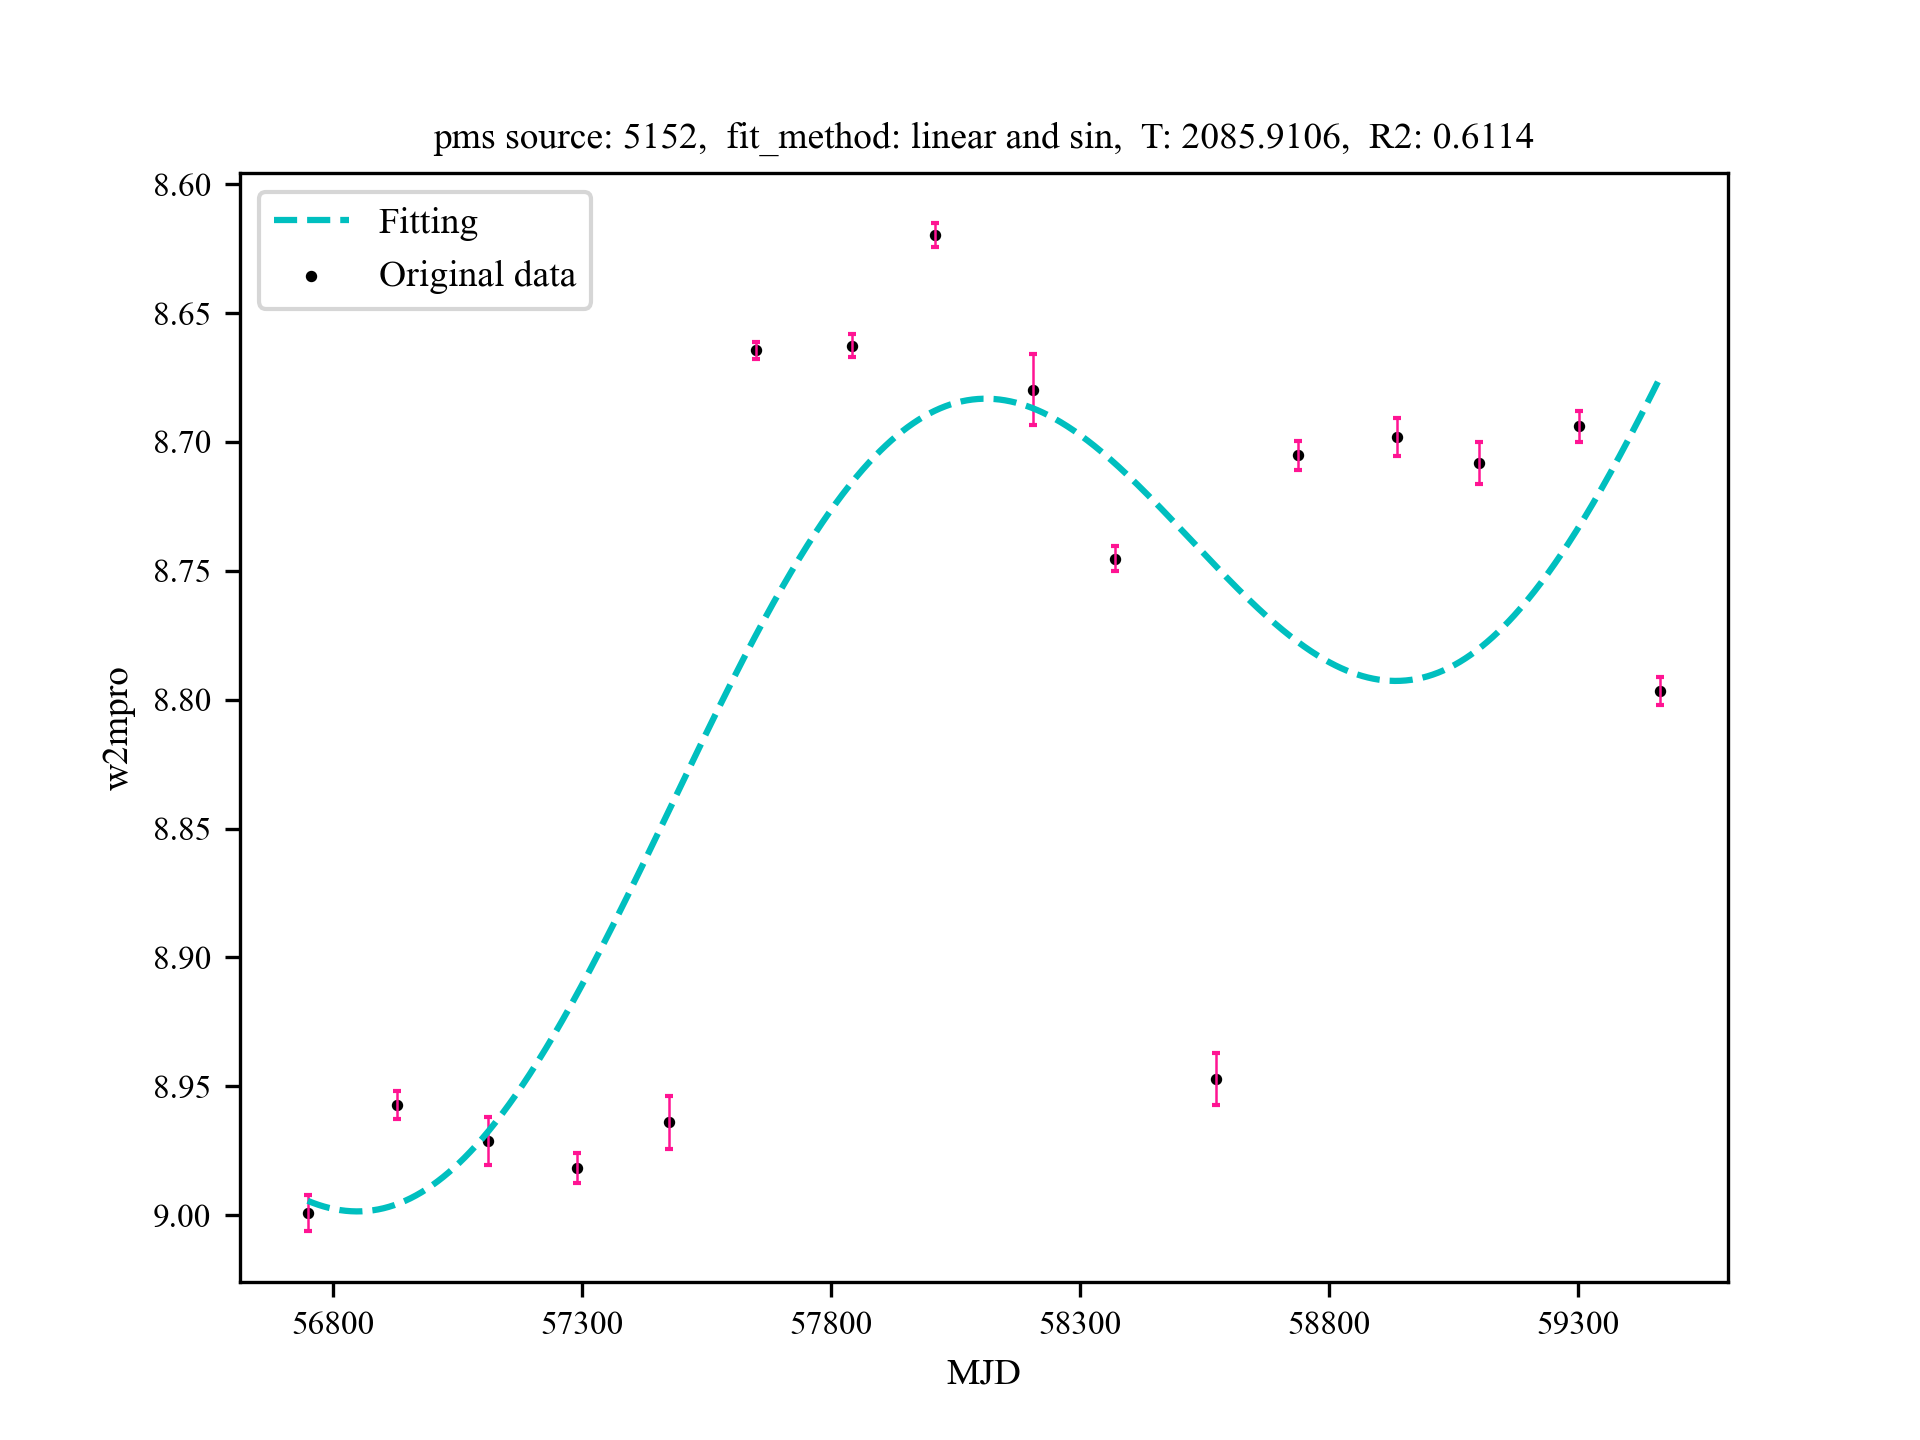 pms source: 5152,  fit_method: linear and sin,  T: 2085.9106,  R2: 0.6114
Fitting
Original data
8.60
8.65
8.70
8.75
8.80
8.85
8.90
8.95
9.00
w2mpro
56800 57300 57800 58300 58800 59300
MJD